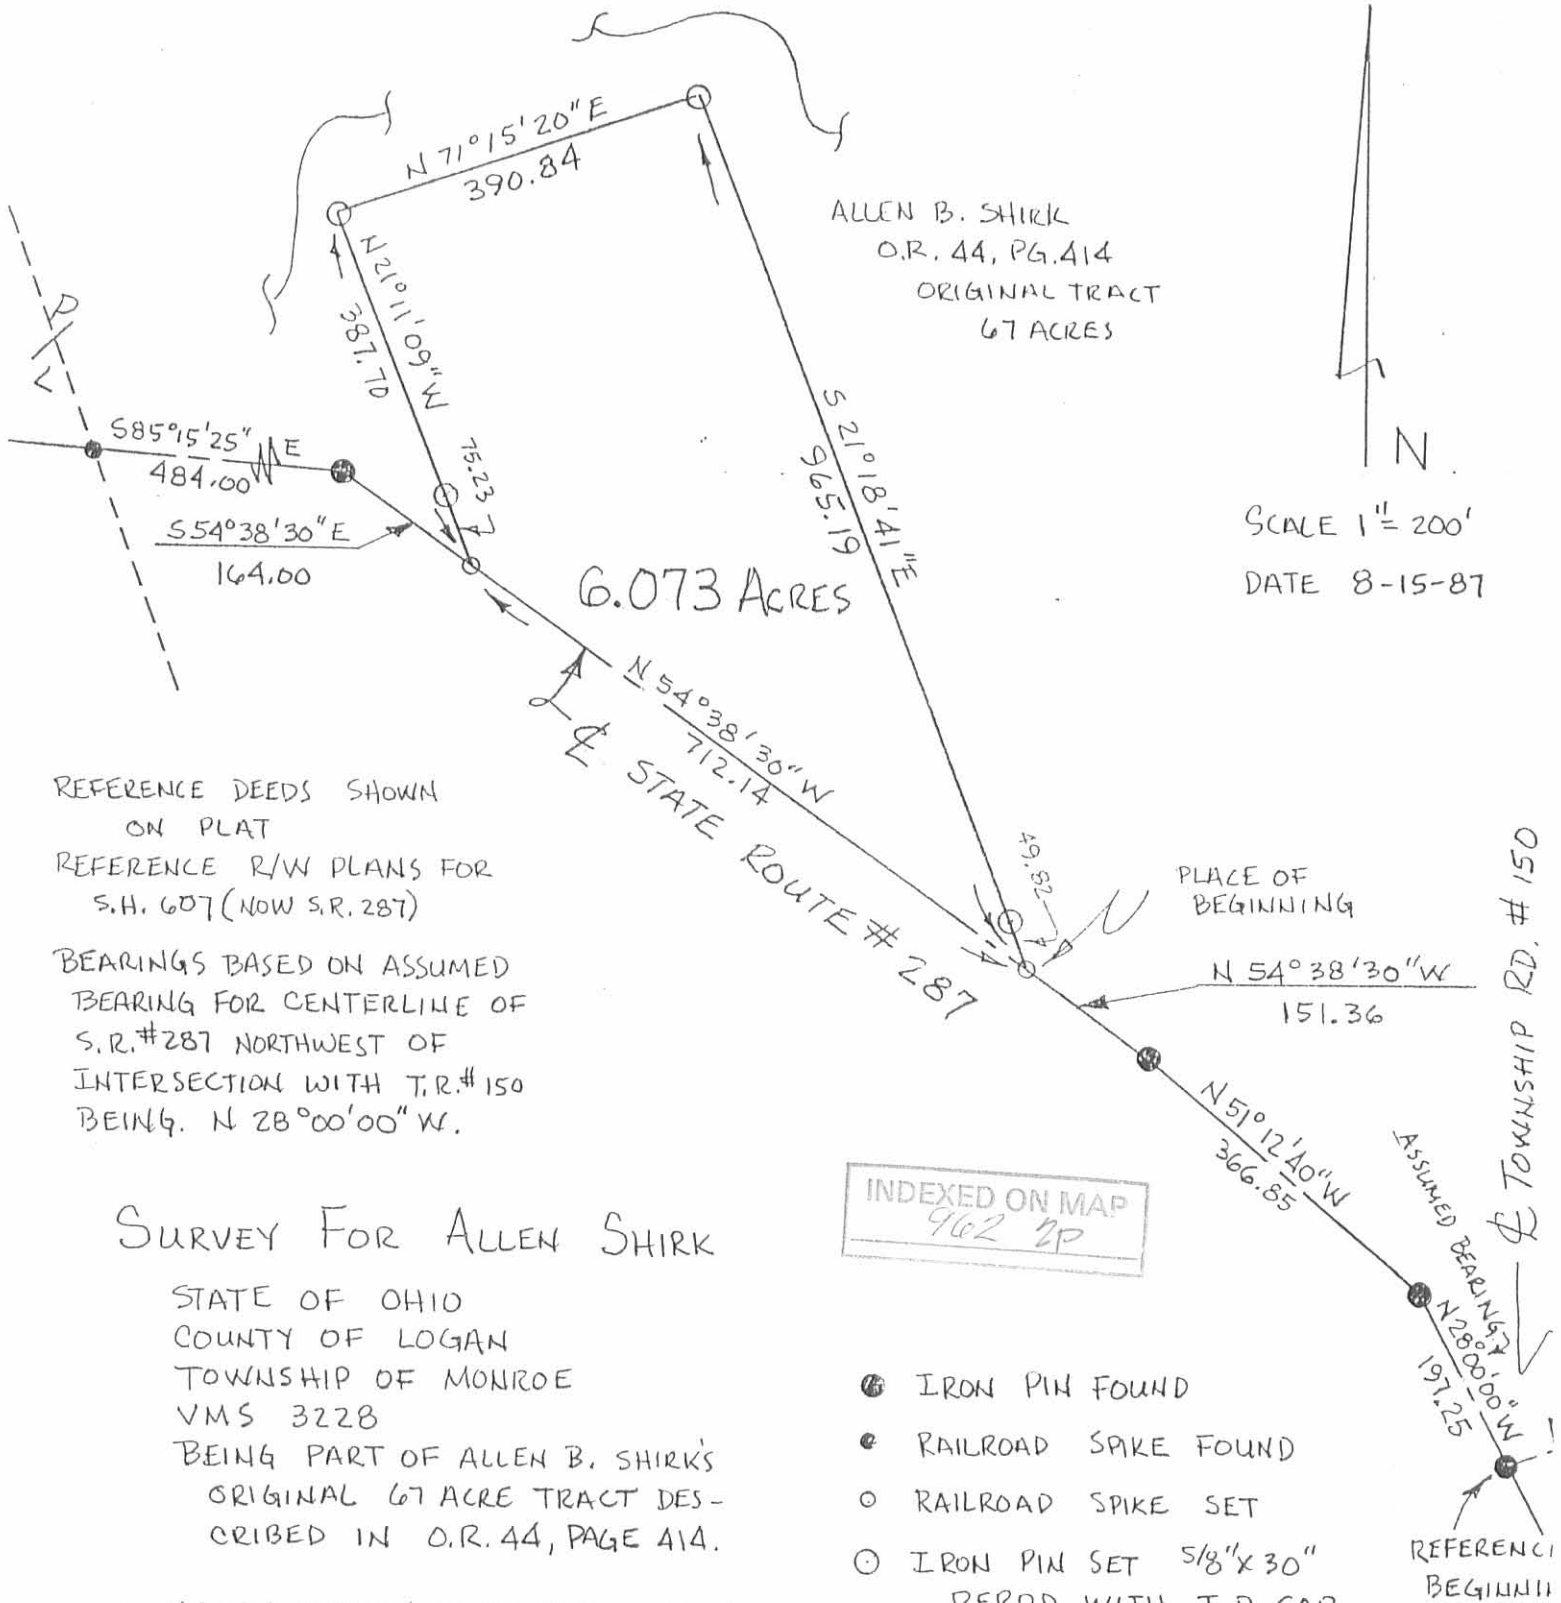 N 71°15'20" E
390.84
ALLEN B. SHIRK
O.R. 44, PG. 414
ORIGINAL TRACT
67 ACRES
N 21°11'09" W
387.70
75.23
P/L
S85°15'25" E
484.00
S54°38'30" E
164.00
S 21°18'41" E
965.19
N
SCALE 1" = 200'
DATE 8-15-87
6.073 ACRES
N 54°38'30" W
712.14
℄ STATE ROUTE # 287
49.82
PLACE OF
BEGINNING
N 54°38'30" W
151.36
REFERENCE DEEDS SHOWN
ON PLAT
REFERENCE R/W PLANS FOR
S.H. 607 (NOW S.R. 287)
BEARINGS BASED ON ASSUMED
BEARING FOR CENTERLINE OF
S.R. #287 NORTHWEST OF
INTERSECTION WITH T.R. # 150
BEING. N 28°00'00" W.
℄ TOWNSHIP RD. # 150
N 51°12'40" W
366.85
ASSUMED BEARING
N28°00'00" W
197.25
INDEXED ON MAP
962 2P
SURVEY FOR ALLEN SHIRK
STATE OF OHIO
COUNTY OF LOGAN
TOWNSHIP OF MONROE
VMS 3228
BEING PART OF ALLEN B. SHIRK'S
ORIGINAL 67 ACRE TRACT DES-
CRIBED IN O.R. 44, PAGE 414.
IRON PIN FOUND
RAILROAD SPIKE FOUND
RAILROAD SPIKE SET
IRON PIN SET 5/8" X 30"
REFERENC
BEGINNI